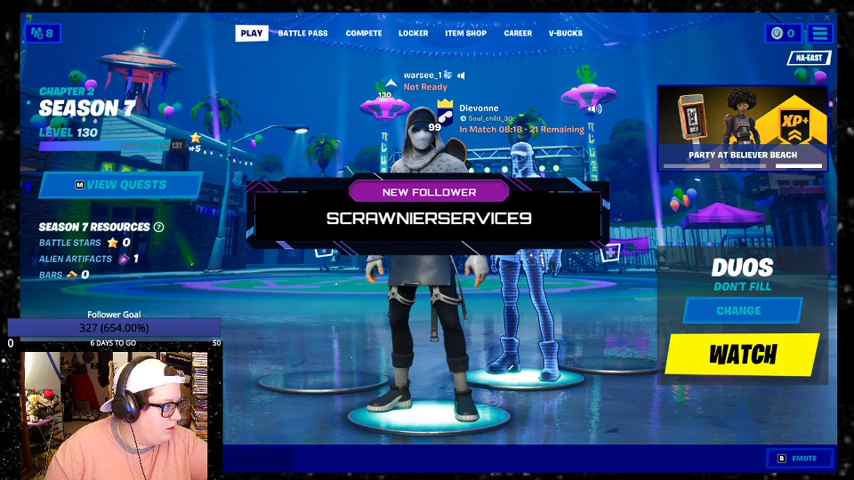 8
PLAY
BATTLE PASS
COMPETE
LOCKER
ITEM SHOP
CAREER
V-BUCKS
0
NA-EAST
CHAPTER 2
SEASON 7
LEVEL 130
+5
M VIEW QUESTS
SEASON 7 RESOURCES ?
BATTLE STARS 0
ALIEN ARTIFACTS 1
BARS 0
warsee_1
Not Ready
130
Dievonne
Soul_child_30
99
In Match 08:18 - 21 Remaining
XP+
PARTY AT BELIEVER BEACH
NEW FOLLOWER
SCRAWNIERSERVICE9
DUOS
DON'T FILL
CHANGE
WATCH
Follower Goal
327 (654.00%)
0 6 DAYS TO GO 50
B EMOTE